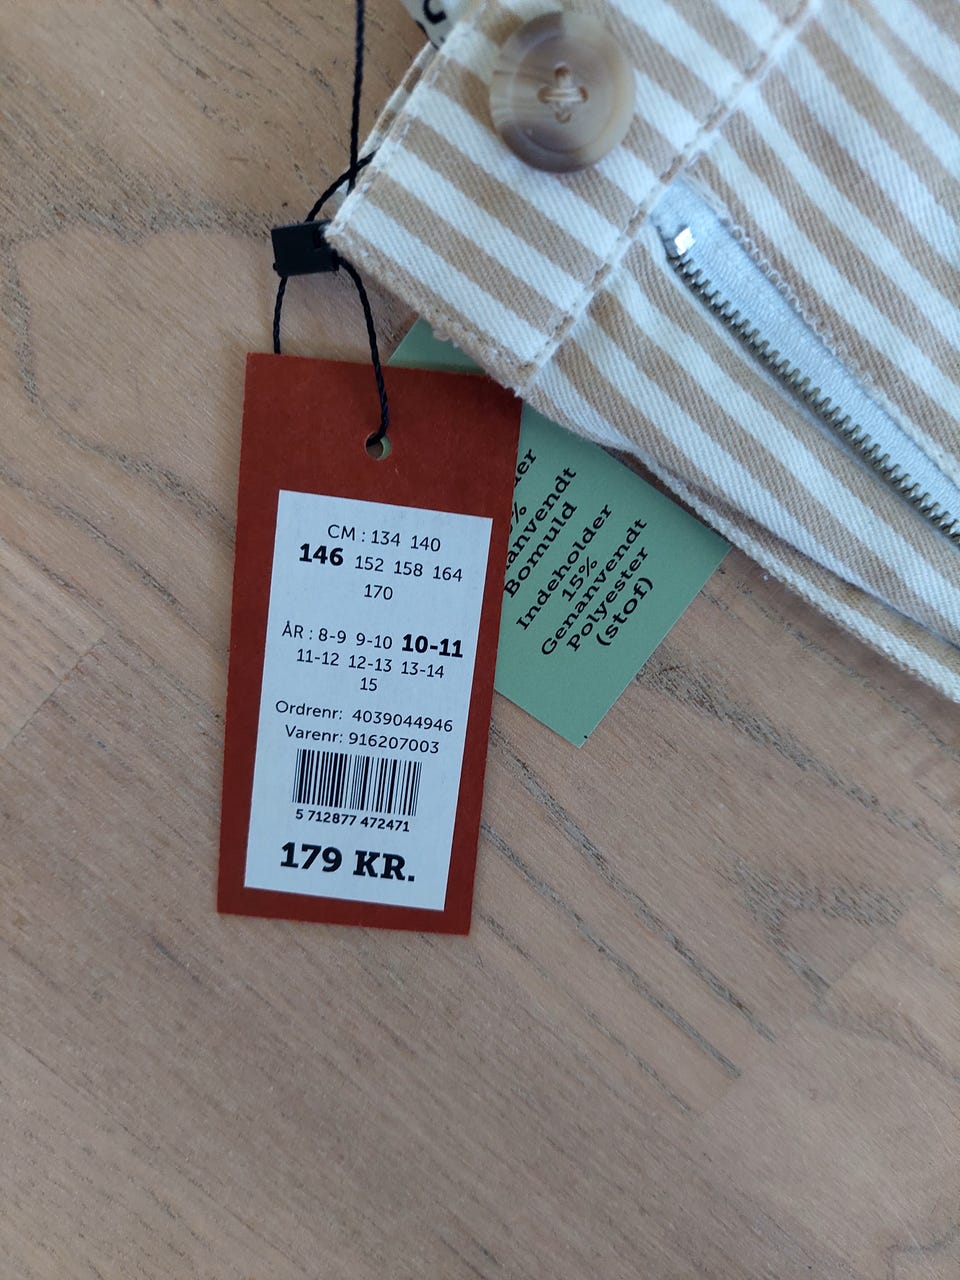 CM : 134 140
146 152 158 164
170
ÅR : 8-9 9-10 10-11
11-12 12-13 13-14
15
Ordrenr: 4039044946
Varenr: 916207003
5 712877 472471
179 KR.
Bomuld
Indeholder
15%
Genanvendt
Polyester
(stof)